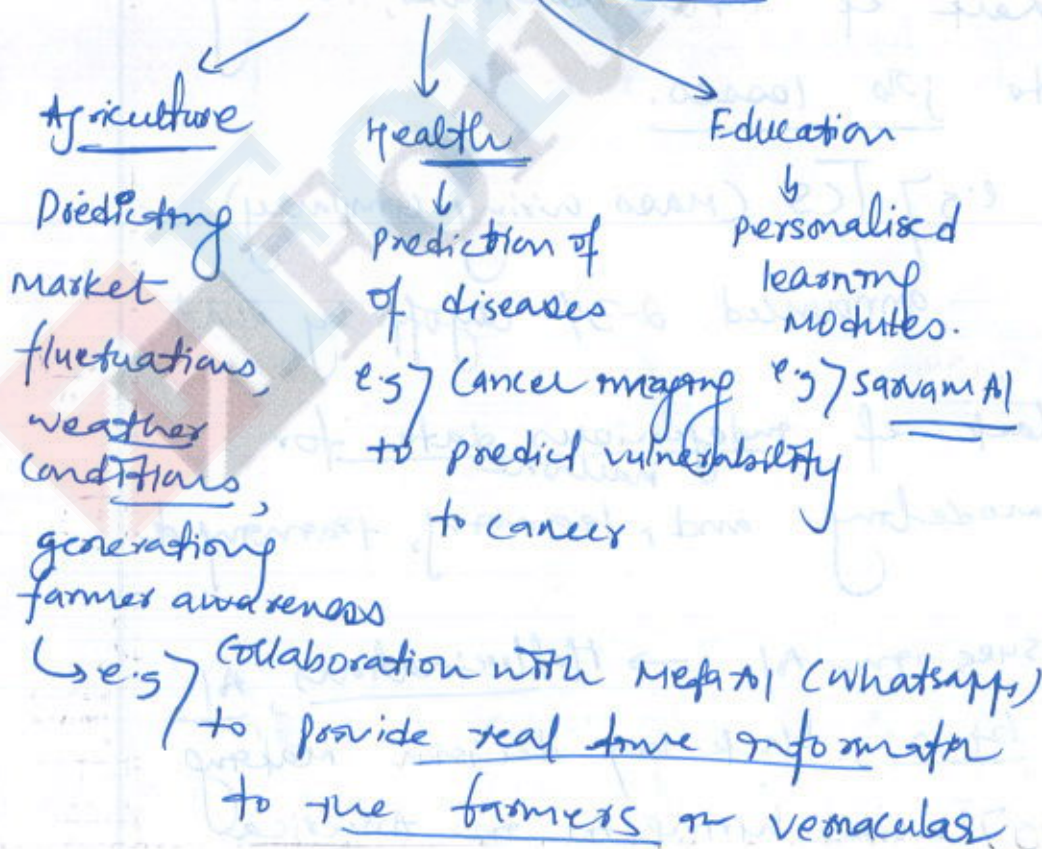 Agriculture
Predicting
market
fluctuations,
weather
conditions,
generationg
farmer awareness
Health
prediction of
of diseases
e.g Cancer imaging
to predict vulnerability
to cancer
Education
personalised
learning
modules.
e.g Sarvam AI
e.g Collaboration with Meta AI (Whatsapp)
to provide real time informatn
to the farmers in vernacular